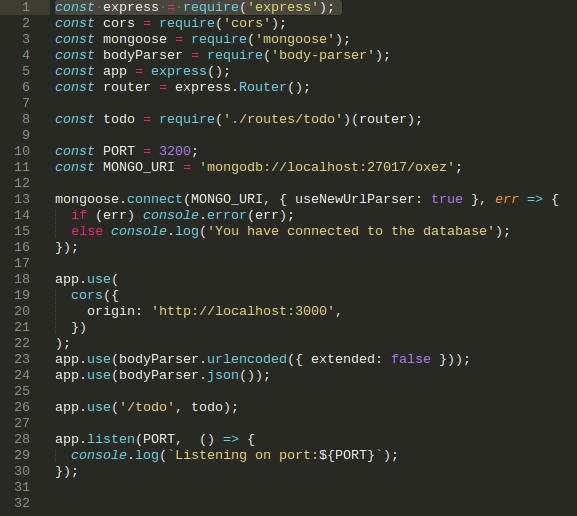 1 const express = require('express');
2 const cors = require('cors');
3 const mongoose = require('mongoose');
4 const bodyParser = require('body-parser');
5 const app = express();
6 const router = express.Router();
7
8 const todo = require('./routes/todo')(router);
9
10 const PORT = 3200;
11 const MONGO_URI = 'mongodb://localhost:27017/oxez';
12
13 mongoose.connect(MONGO_URI, { useNewUrlParser: true }, err => {
14   if (err) console.error(err);
15   else console.log('You have connected to the database');
16 });
17
18 app.use(
19   cors({
20     origin: 'http://localhost:3000',
21   })
22 );
23 app.use(bodyParser.urlencoded({ extended: false }));
24 app.use(bodyParser.json());
25
26 app.use('/todo', todo);
27
28 app.listen(PORT,  () => {
29   console.log(`Listening on port:${PORT}`);
30 });
31
32